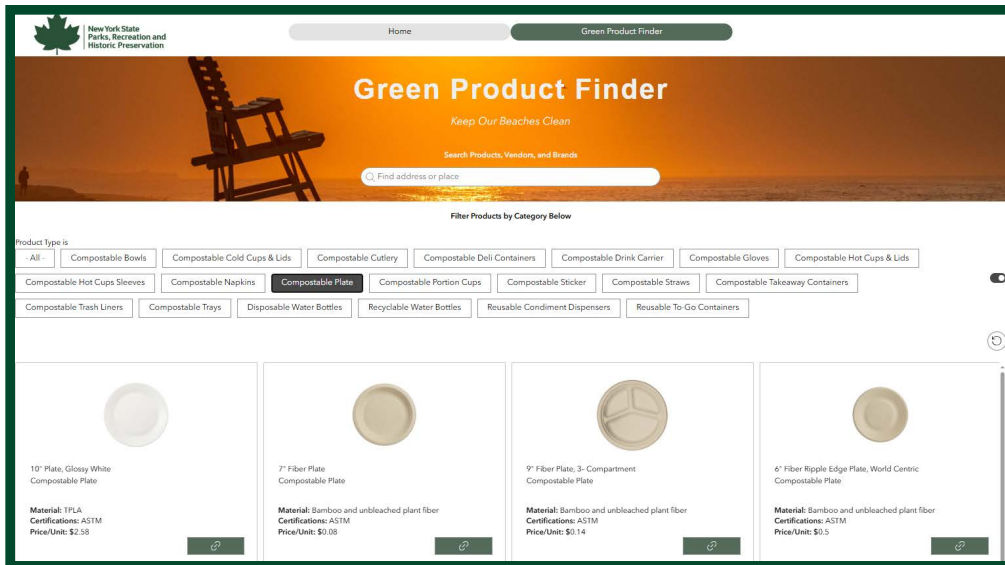 New York State
Parks, Recreation and
Historic Preservation
Home
Green Product Finder
Green Product Finder
Keep Our Beaches Clean
Search Products, Vendors, and Brands
Find address or place
Filter Products by Category Below
Product Type is
- All -
Compostable Bowls
Compostable Cold Cups & Lids
Compostable Cutlery
Compostable Deli Containers
Compostable Drink Carrier
Compostable Gloves
Compostable Hot Cups & Lids
Compostable Hot Cups Sleeves
Compostable Napkins
Compostable Plate
Compostable Portion Cups
Compostable Sticker
Compostable Straws
Compostable Takeaway Containers
Compostable Trash Liners
Compostable Trays
Disposable Water Bottles
Recyclable Water Bottles
Reusable Condiment Dispensers
Reusable To-Go Containers
10" Plate, Glossy White
Compostable Plate
Material: TPLA
Certifications: ASTM
Price/Unit: $2.58
7" Fiber Plate
Compostable Plate
Material: Bamboo and unbleached plant fiber
Certifications: ASTM
Price/Unit: $0.08
9" Fiber Plate, 3- Compartment
Compostable Plate
Material: Bamboo and unbleached plant fiber
Certifications: ASTM
Price/Unit: $0.14
6" Fiber Ripple Edge Plate, World Centric
Compostable Plate
Material: Bamboo and unbleached plant fiber
Certifications: ASTM
Price/Unit: $0.5